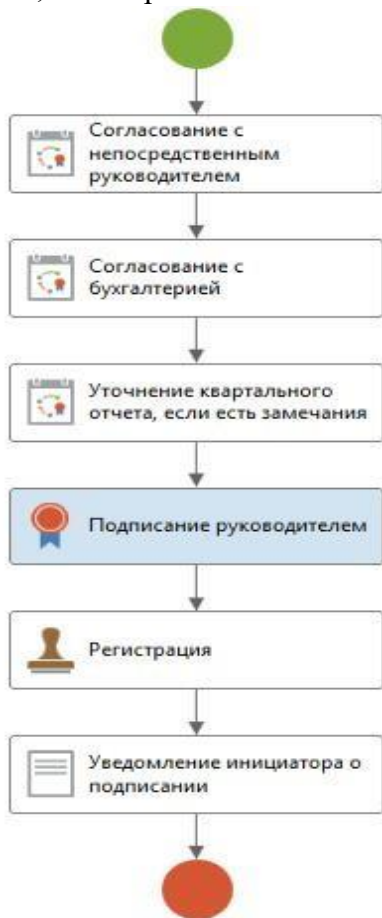 Согласование с
непосредственным
руководителем
Согласование с
бухгалтерией
Уточнение квартального
отчета, если есть замечания
Подписание руководителем
Регистрация
Уведомление инициатора о
подписании